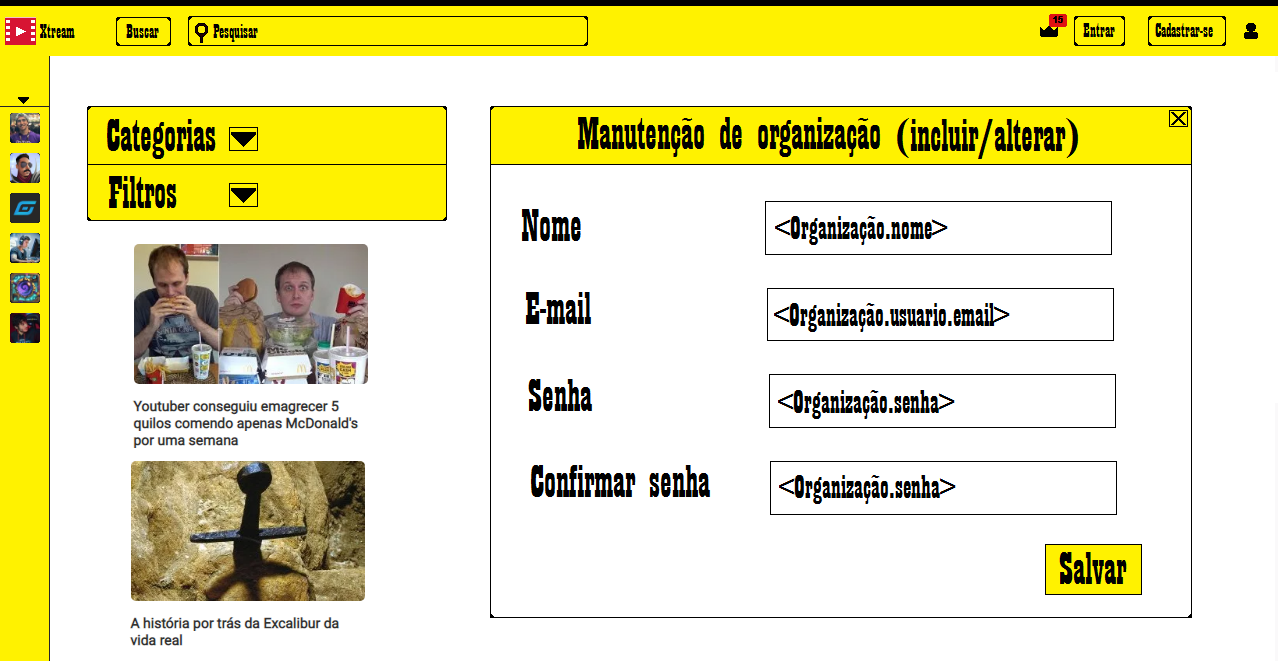 Xtream
Buscar
Pesquisar
15
Entrar
Cadastrar-se
Categorias
Filtros
Youtuber conseguiu emagrecer 5
quilos comendo apenas McDonald's
por uma semana
A história por trás da Excalibur da
vida real
Manutenção de organização (incluir/alterar)
Nome
<Organização.nome>
E-mail
<Organização.usuario.email>
Senha
<Organização.senha>
Confirmar senha
<Organização.senha>
Salvar